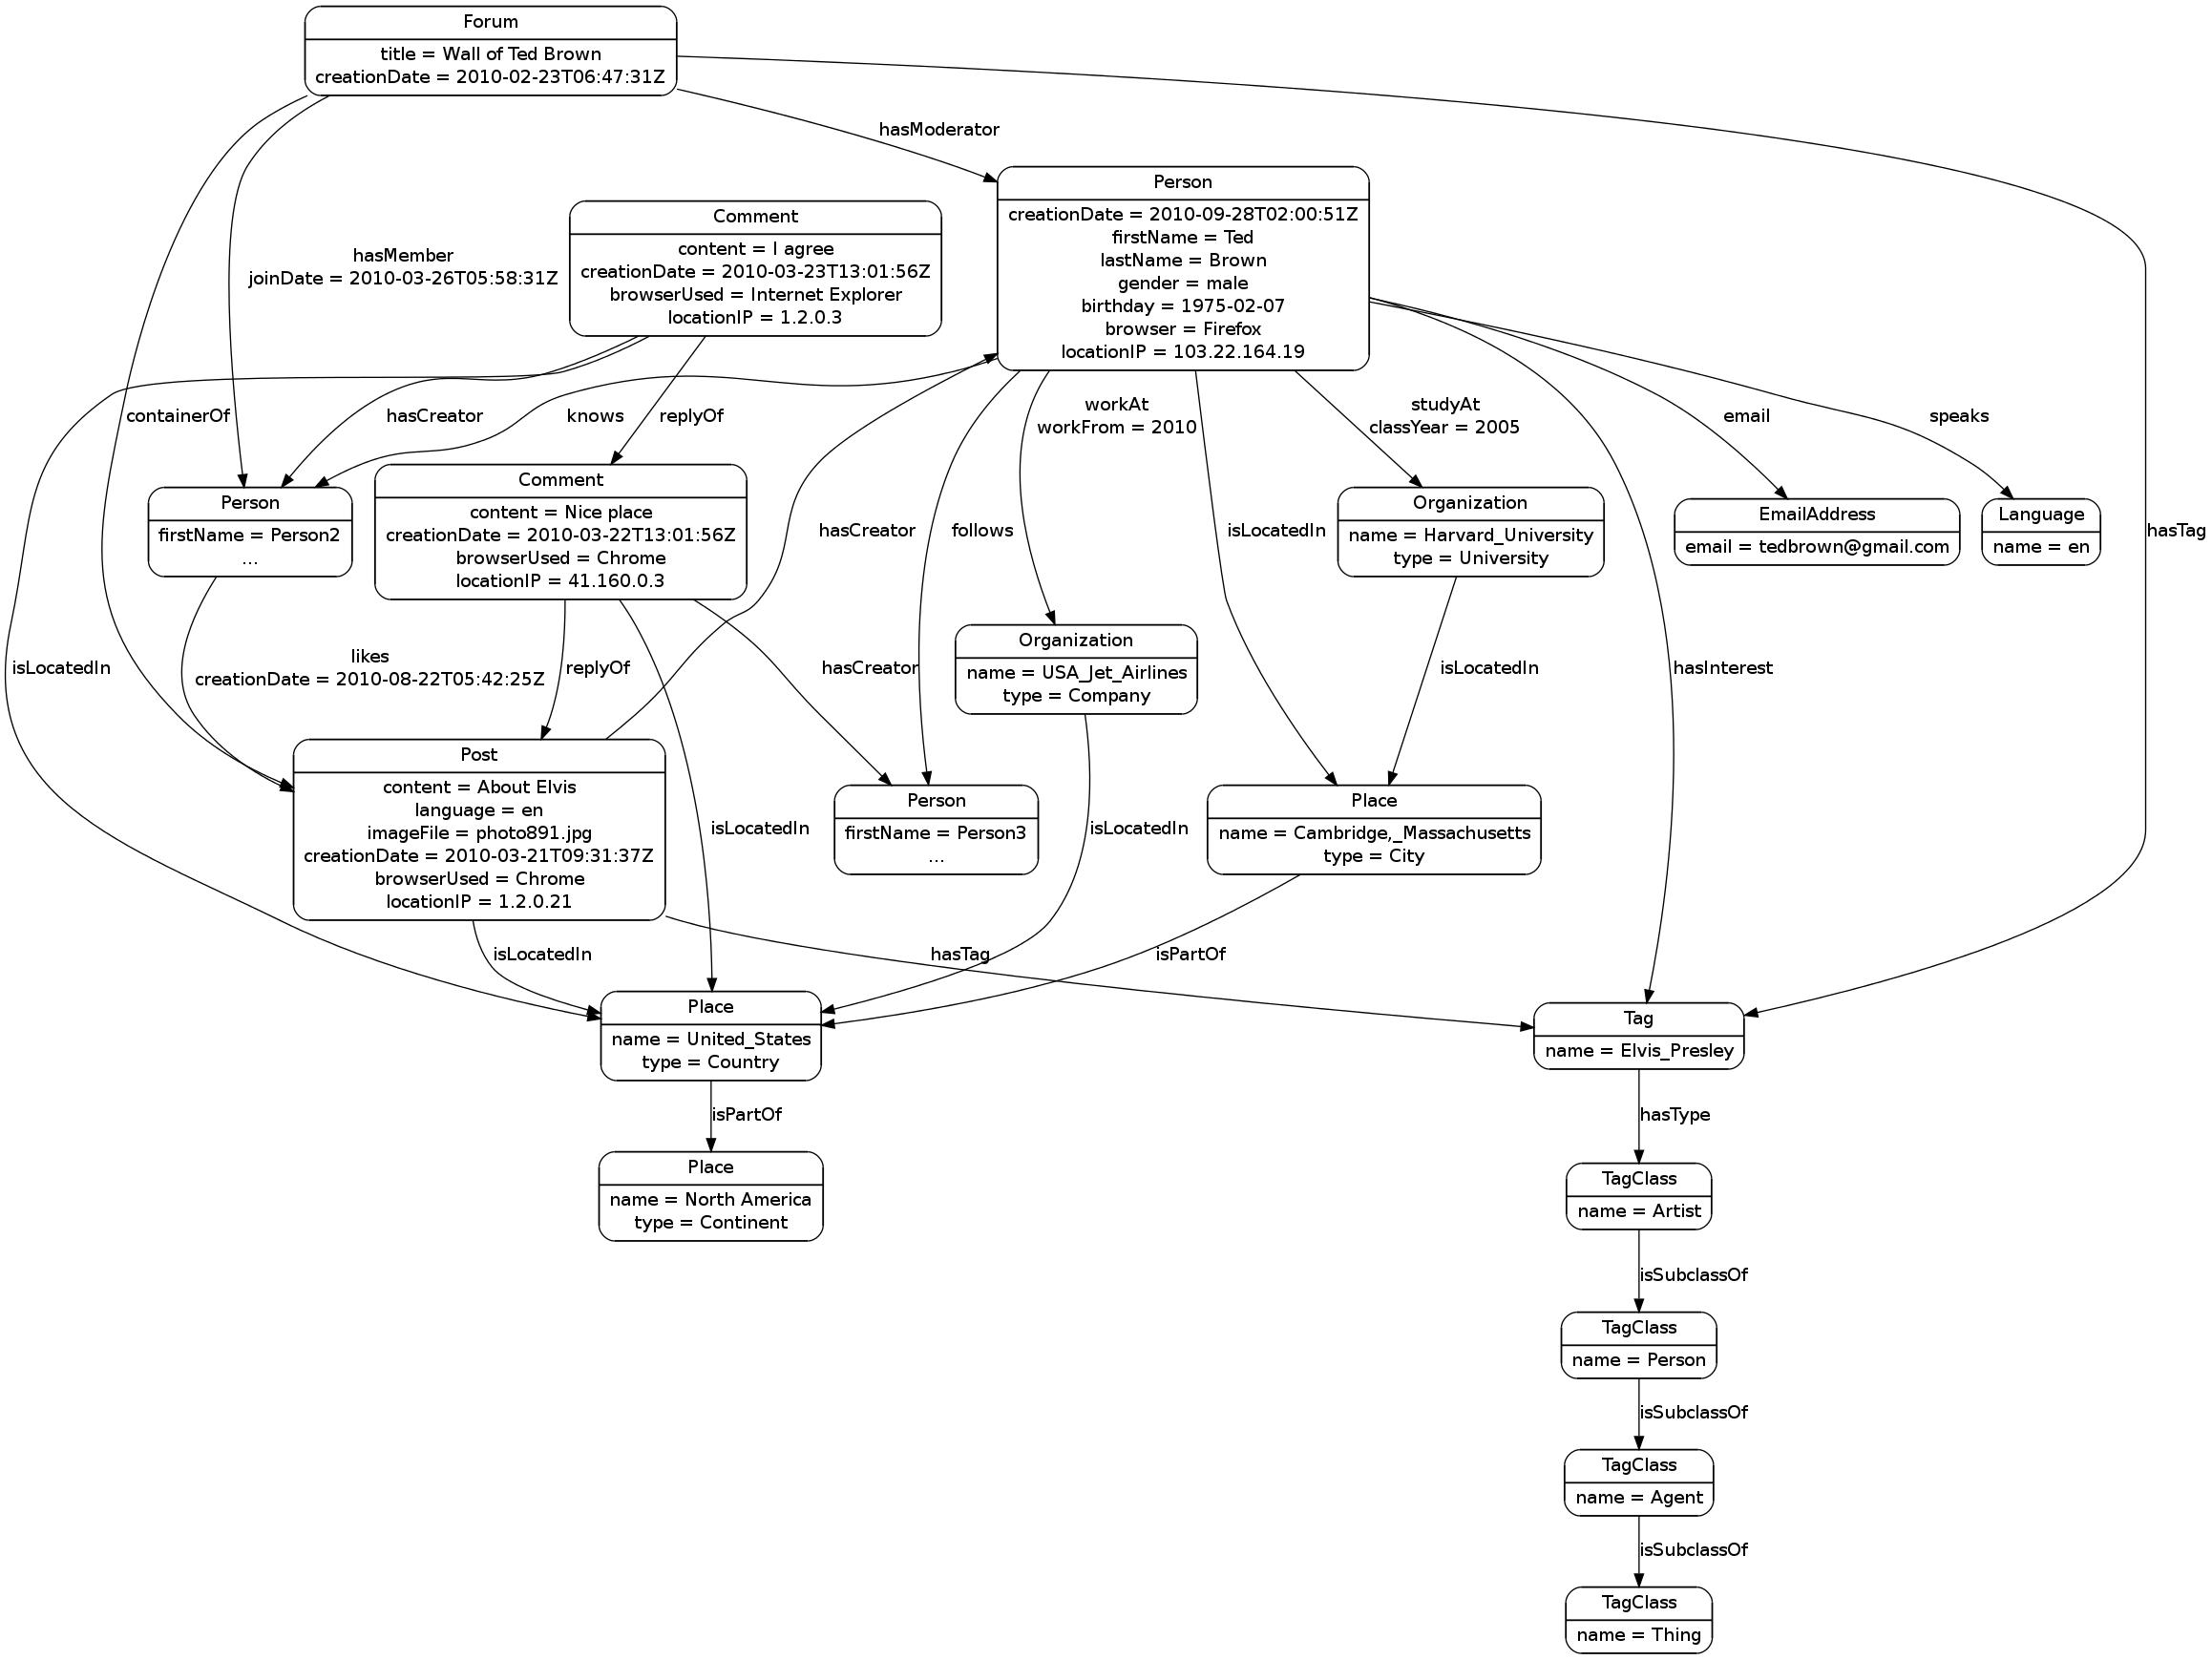 Forum
title = Wall of Ted Brown
creationDate = 2010-02-23T06:47:31Z
hasModerator
Person
creationDate = 2010-09-28T02:00:51Z
firstName = Ted
lastName = Brown
gender = male
birthday = 1975-02-07
browser = Firefox
locationIP = 103.22.164.19
Comment
content = I agree
creationDate = 2010-03-23T13:01:56Z
browserUsed = Internet Explorer
locationIP = 1.2.0.3
hasMember
joinDate = 2010-03-26T05:58:31Z
containerOf
hasCreator
knows
replyOf
workAt
workFrom = 2010
studyAt
classYear = 2005
email
speaks
Person
firstName = Person2
...
Comment
content = Nice place
creationDate = 2010-03-22T13:01:56Z
browserUsed = Chrome
locationIP = 41.160.0.3
hasCreator
follows
isLocatedIn
Organization
name = Harvard_University
type = University
EmailAddress
email = tedbrown@gmail.com
Language
name = en
hasTag
isLocatedIn
likes
creationDate = 2010-08-22T05:42:25Z
replyOf
hasCreator
Organization
name = USA_Jet_Airlines
type = Company
isLocatedIn
hasInterest
Post
content = About Elvis
language = en
imageFile = photo891.jpg
creationDate = 2010-03-21T09:31:37Z
browserUsed = Chrome
locationIP = 1.2.0.21
isLocatedIn
Person
firstName = Person3
...
isLocatedIn
Place
name = Cambridge,_Massachusetts
type = City
isLocatedIn
hasTag
isPartOf
Place
name = United_States
type = Country
Tag
name = Elvis_Presley
isPartOf
hasType
Place
name = North America
type = Continent
TagClass
name = Artist
isSubclassOf
TagClass
name = Person
isSubclassOf
TagClass
name = Agent
isSubclassOf
TagClass
name = Thing